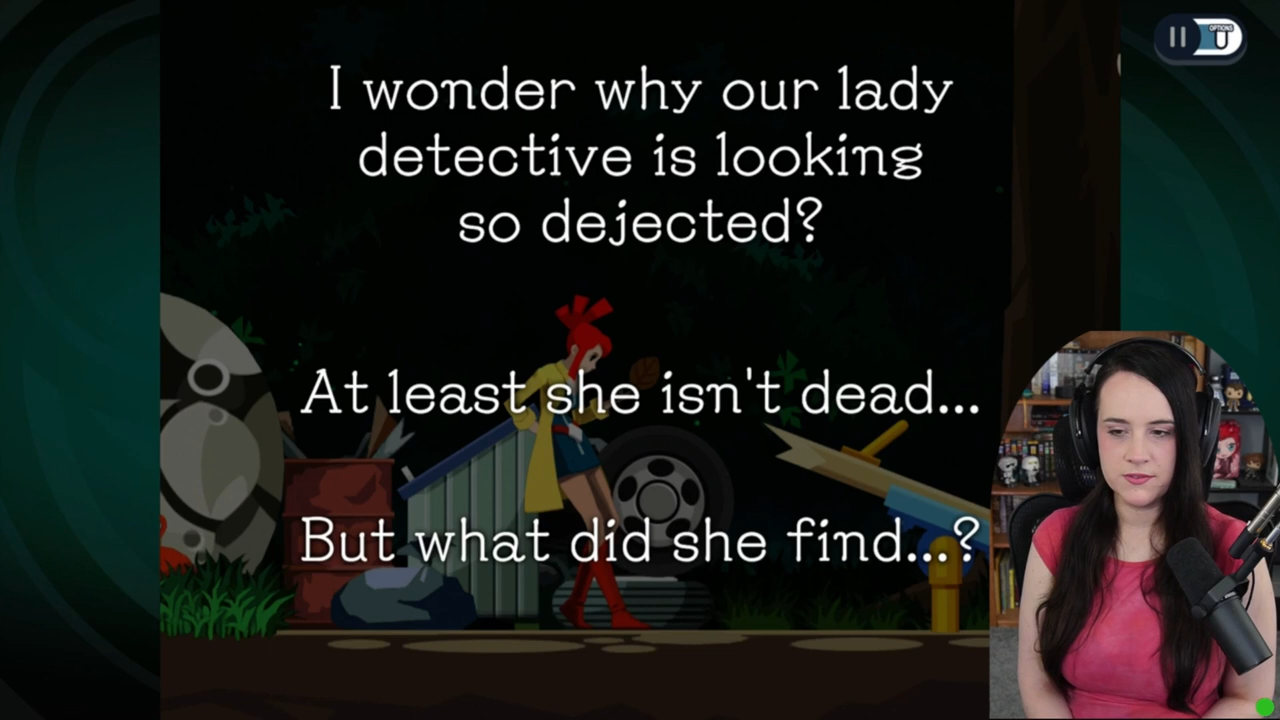 I wonder why our lady
detective is looking
so dejected?
At least she isn't dead...
But what did she find...?
OPTIONS